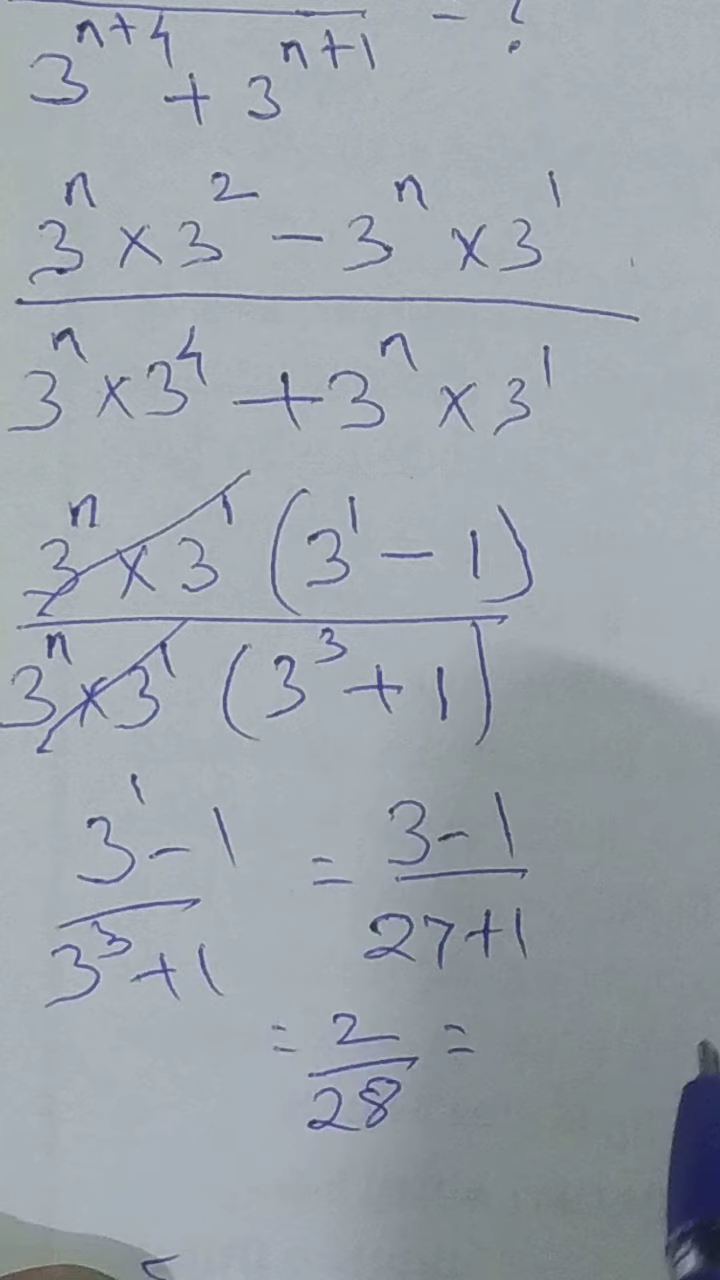 3^{n+4} + 3^{n+1} = ?
3^n × 3^2 − 3^n × 3^1
3^n × 3^4 + 3^n × 3^1
3^n × 3^1 (3^1 − 1)
3^n × 3^1 (3^3 + 1)
3^1 − 1 = 3 − 1
3^3 + 1 27 + 1
= 2 =
28